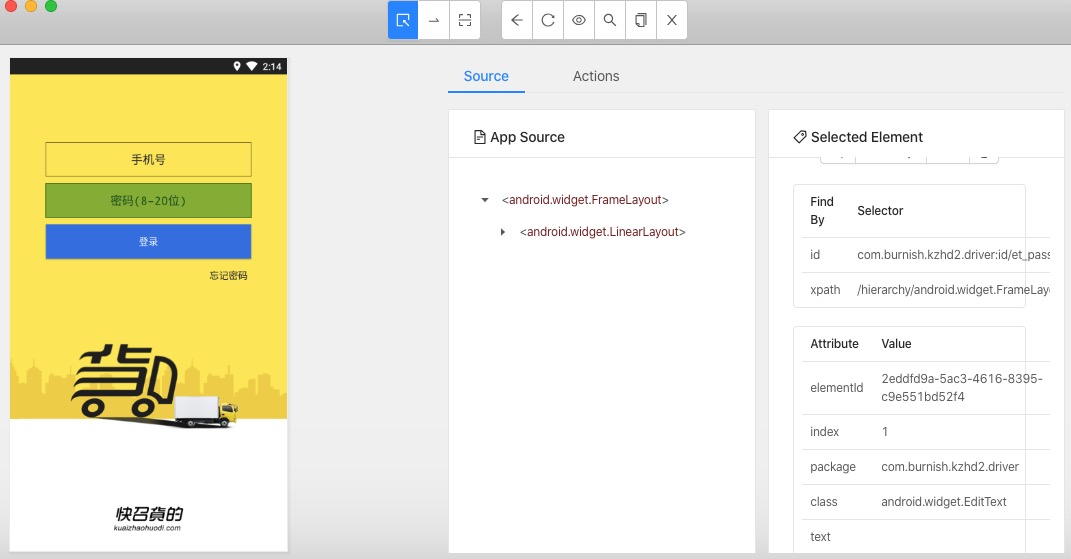 2:14
手机号
密码(8-20位)
登录
忘记密码
货
快召货的
kuaizhaohuodi.com
Source
Actions
App Source
<android.widget.FrameLayout>
<android.widget.LinearLayout>
Selected Element
Find By
Selector
id
com.burnish.kzhd2.driver:id/et_pass
xpath
/hierarchy/android.widget.FrameLay
Attribute
Value
elementId
2eddfd9a-5ac3-4616-8395-
c9e551bd52f4
index
1
package
com.burnish.kzhd2.driver
class
android.widget.EditText
text